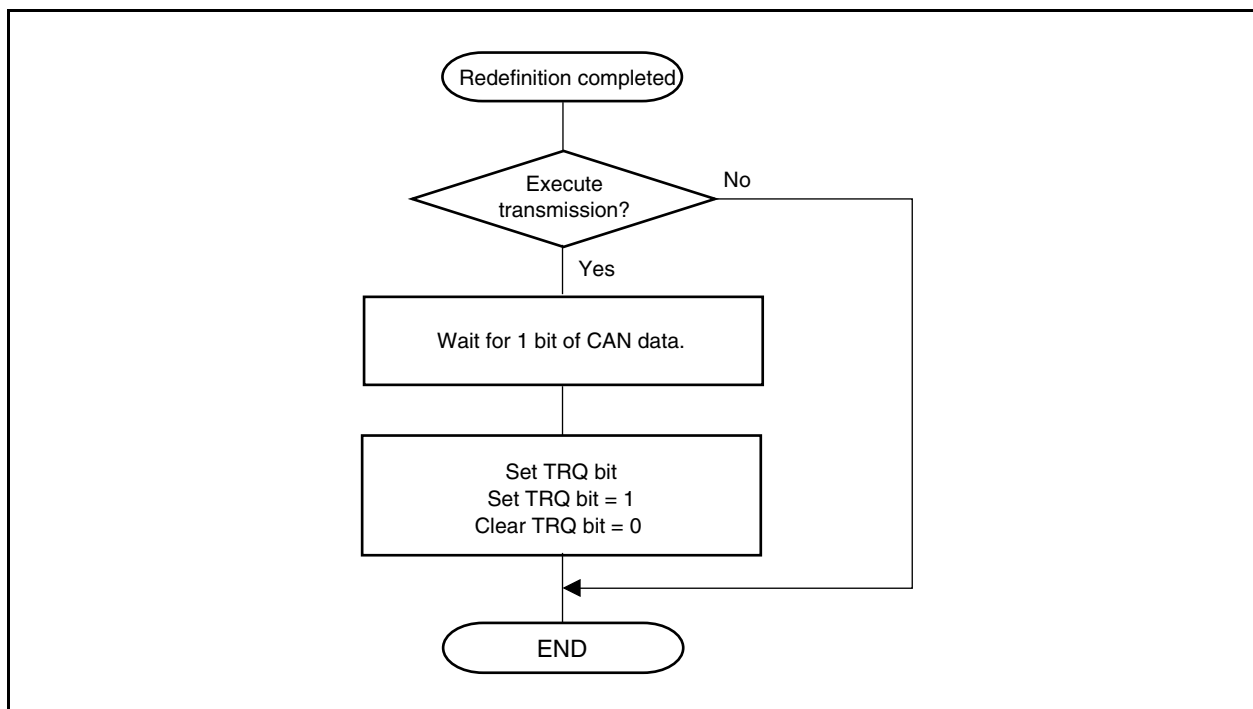 Redefinition completed
Execute
transmission?
No
Yes
Wait for 1 bit of CAN data.
Set TRQ bit
Set TRQ bit = 1
Clear TRQ bit = 0
END